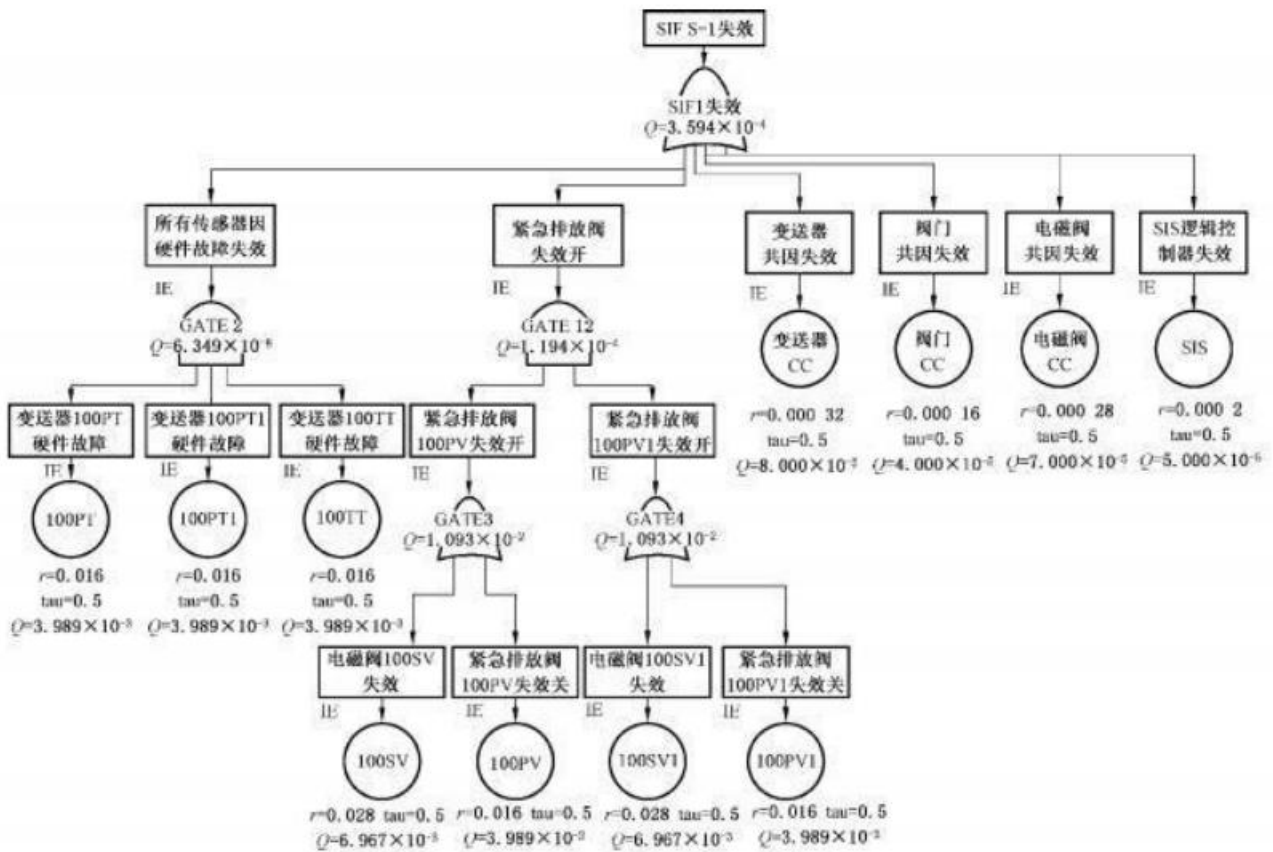 SIF S-1失效
SIF1失效
Q=3.594×10⁻⁴
所有传感器因
硬件故障失效
紧急排放阀
失效开
变送器
共因失效
阀门
共因失效
电磁阀
共因失效
SIS逻辑控
制器失效
IE
IE
IE
IE
IE
IE
GATE 2
Q=6.349×10⁻⁸
GATE 12
Q=1.194×10⁻⁴
变送器
CC
阀门
CC
电磁阀
CC
SIS
r=0.000 32
tau=0.5
Q=8.000×10⁻⁵
r=0.000 16
tau=0.5
Q=4.000×10⁻⁵
r=0.000 28
tau=0.5
Q=7.000×10⁻⁵
r=0.000 2
tau=0.5
Q=5.000×10⁻⁵
变送器100PT
硬件故障
变送器100PT1
硬件故障
变送器100TT
硬件故障
紧急排放阀
100PV失效开
紧急排放阀
100PV1失效开
IE
IE
IE
IE
IE
100PT
100PT1
100TT
GATE3
Q=1.093×10⁻²
GATE4
Q=1.093×10⁻²
r=0.016
tau=0.5
Q=3.989×10⁻³
r=0.016
tau=0.5
Q=3.989×10⁻³
r=0.016
tau=0.5
Q=3.989×10⁻³
电磁阀100SV
失效
紧急排放阀
100PV失效关
电磁阀100SV1
失效
紧急排放阀
100PV1失效关
IE
IE
IE
IE
100SV
100PV
100SV1
100PV1
r=0.028 tau=0.5
Q=6.967×10⁻³
r=0.016 tau=0.5
Q=3.989×10⁻³
r=0.028 tau=0.5
Q=6.967×10⁻³
r=0.016 tau=0.5
Q=3.989×10⁻³